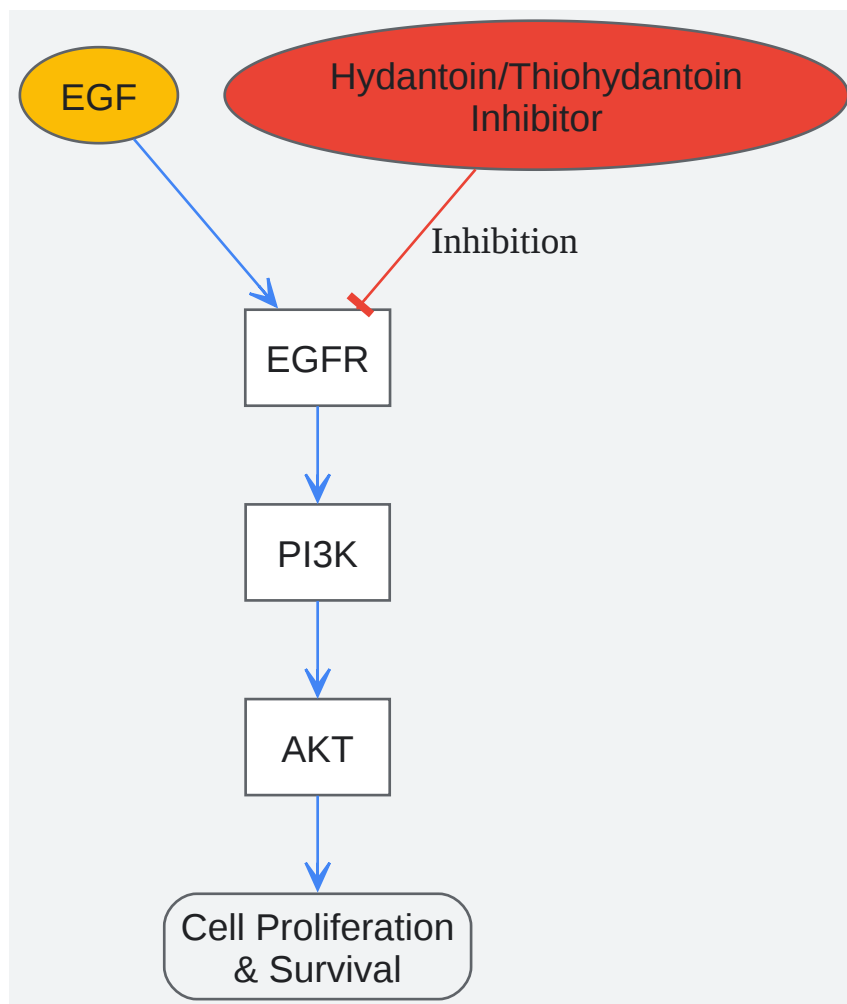 EGF
Hydantoin/Thiohydantoin
Inhibitor
Inhibition
EGFR
PI3K
AKT
Cell Proliferation
& Survival